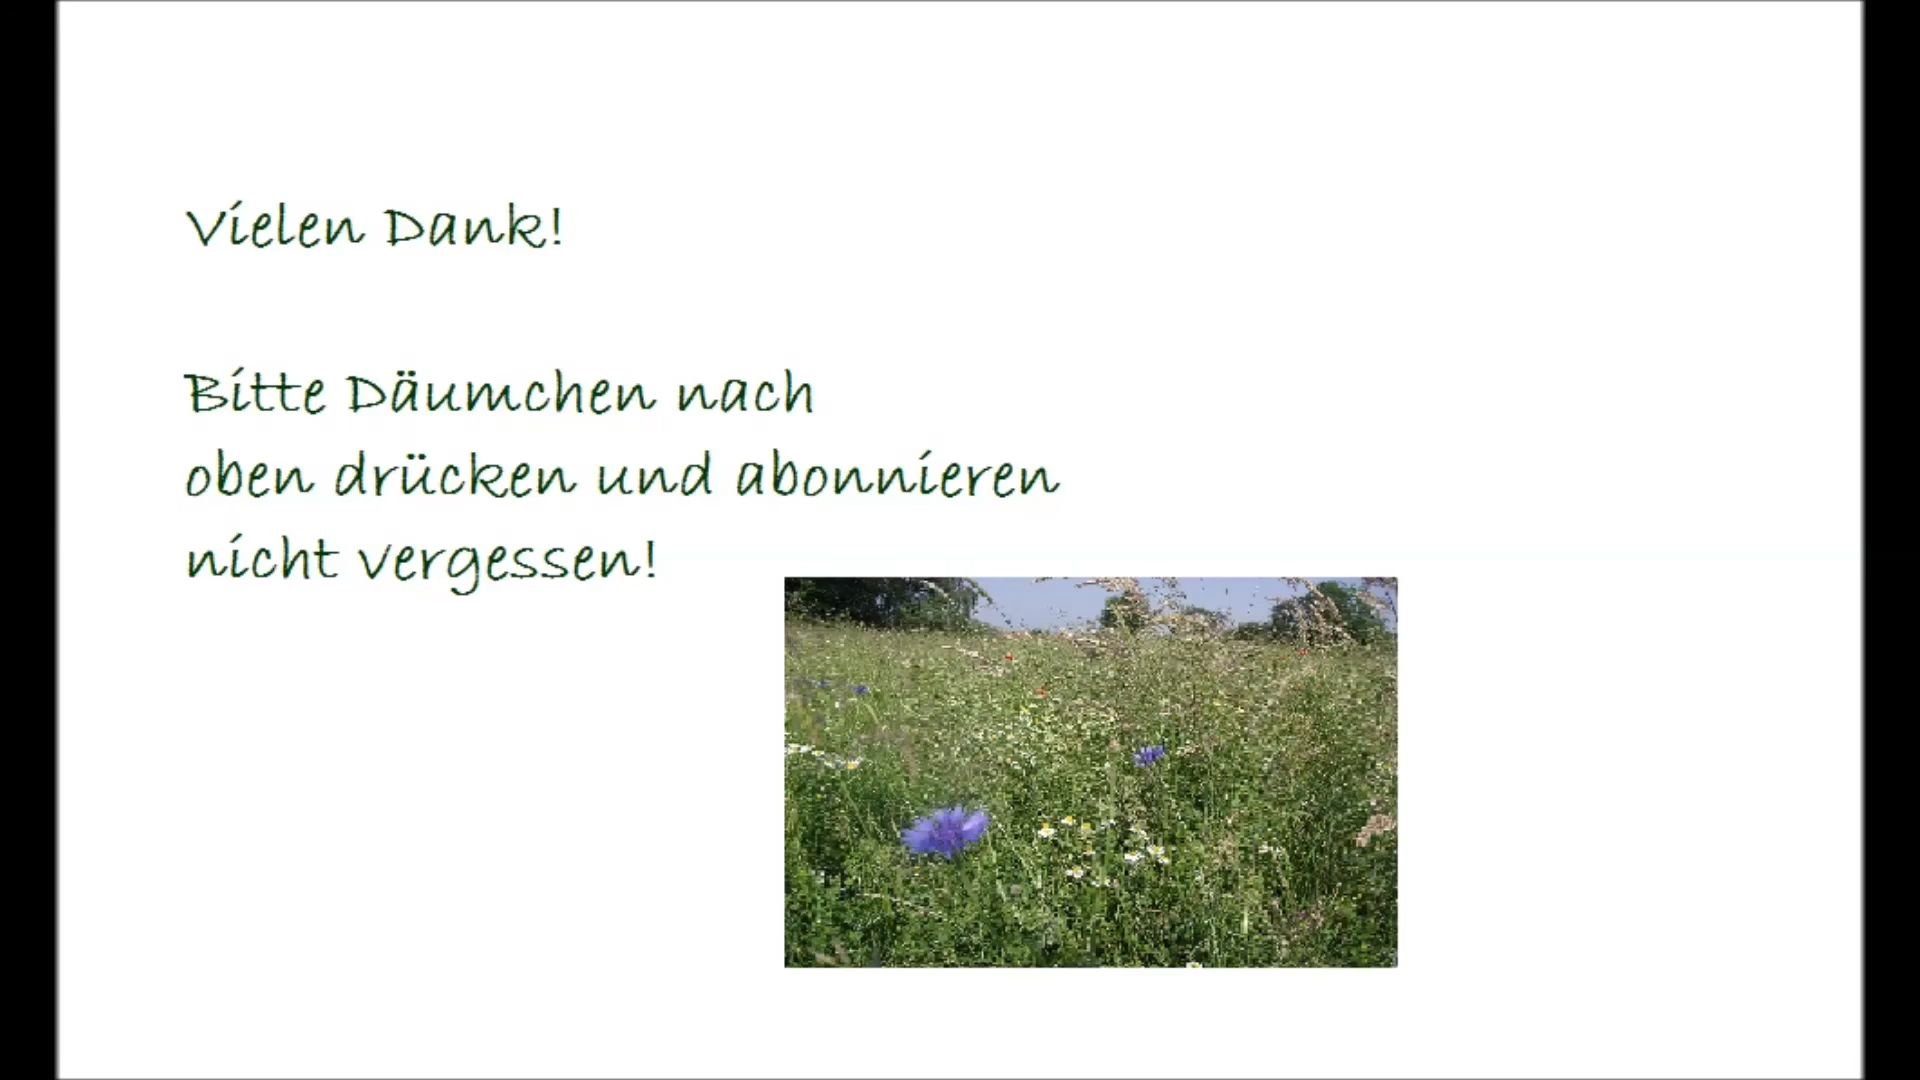 Vielen Dank!
Bitte Däumchen nach
oben drücken und abonnieren
nicht vergessen!